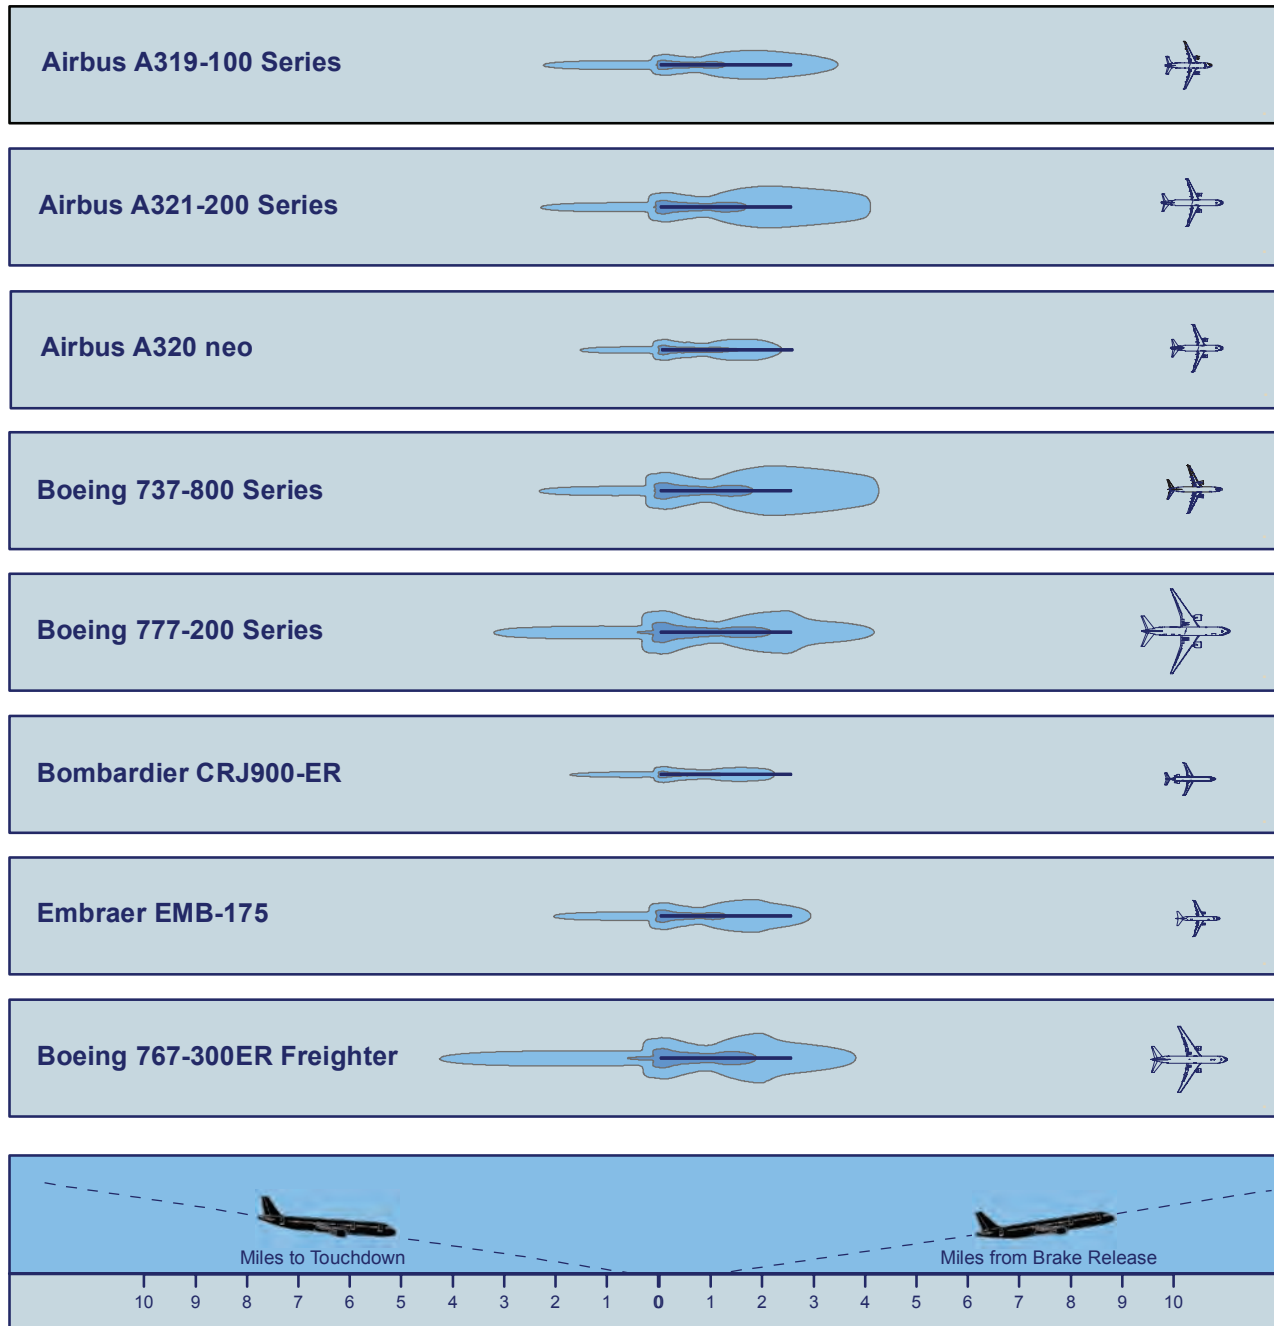 Airbus A319-100 Series
Airbus A321-200 Series
Airbus A320 neo
Boeing 737-800 Series
Boeing 777-200 Series
Bombardier CRJ900-ER
Embraer EMB-175
Boeing 767-300ER Freighter
Miles to Touchdown Miles from Brake Release
10 9 8 7 6 5 4 3 2 1 0 1 2 3 4 5 6 7 8 9 10